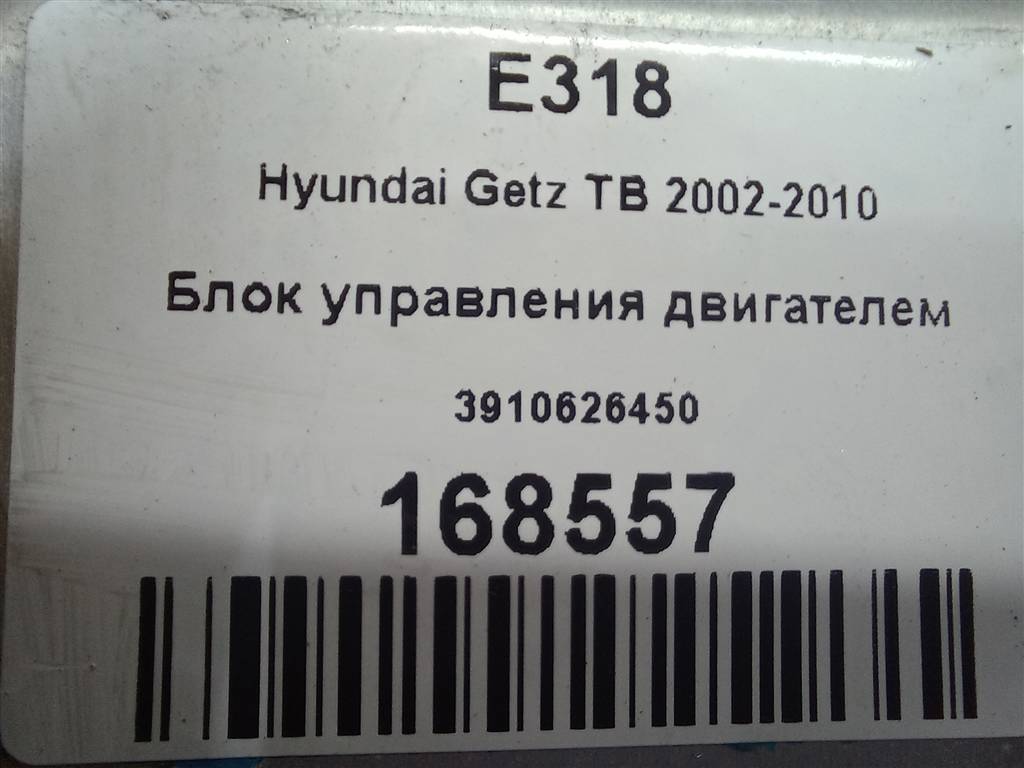 E318
Hyundai Getz TB 2002-2010
Блок управления двигателем
3910626450
168557